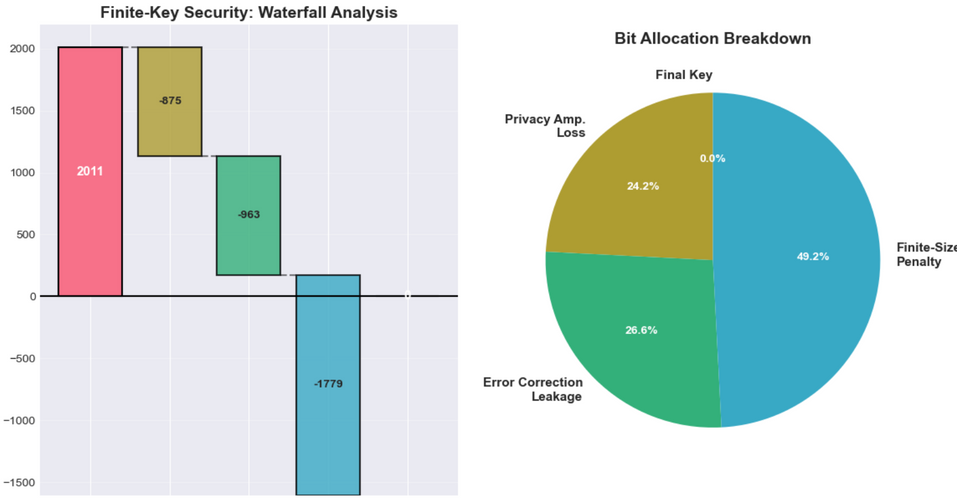 Finite-Key Security: Waterfall Analysis
2000
1500
1000
500
0
−500
−1000
−1500
2011
-875
-963
-1779
0
Bit Allocation Breakdown
Final Key
Privacy Amp.
Loss
Error Correction
Leakage
Finite-Size
Penalty
0.0%
24.2%
26.6%
49.2%